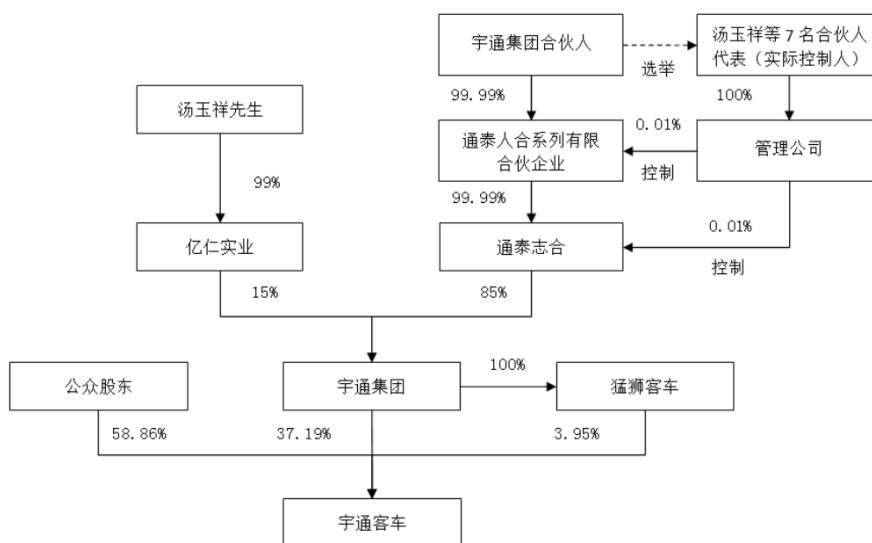 宇通集团合伙人
选举
汤玉祥等 7 名合伙人
代表（实际控制人）
99.99%
100%
汤玉祥先生
通泰人合系列有限
合伙企业
0.01%
控制
管理公司
99%
99.99%
0.01%
亿仁实业
通泰志合
控制
15%
85%
公众股东
宇通集团
100%
猛狮客车
58.86%
37.19%
3.95%
宇通客车